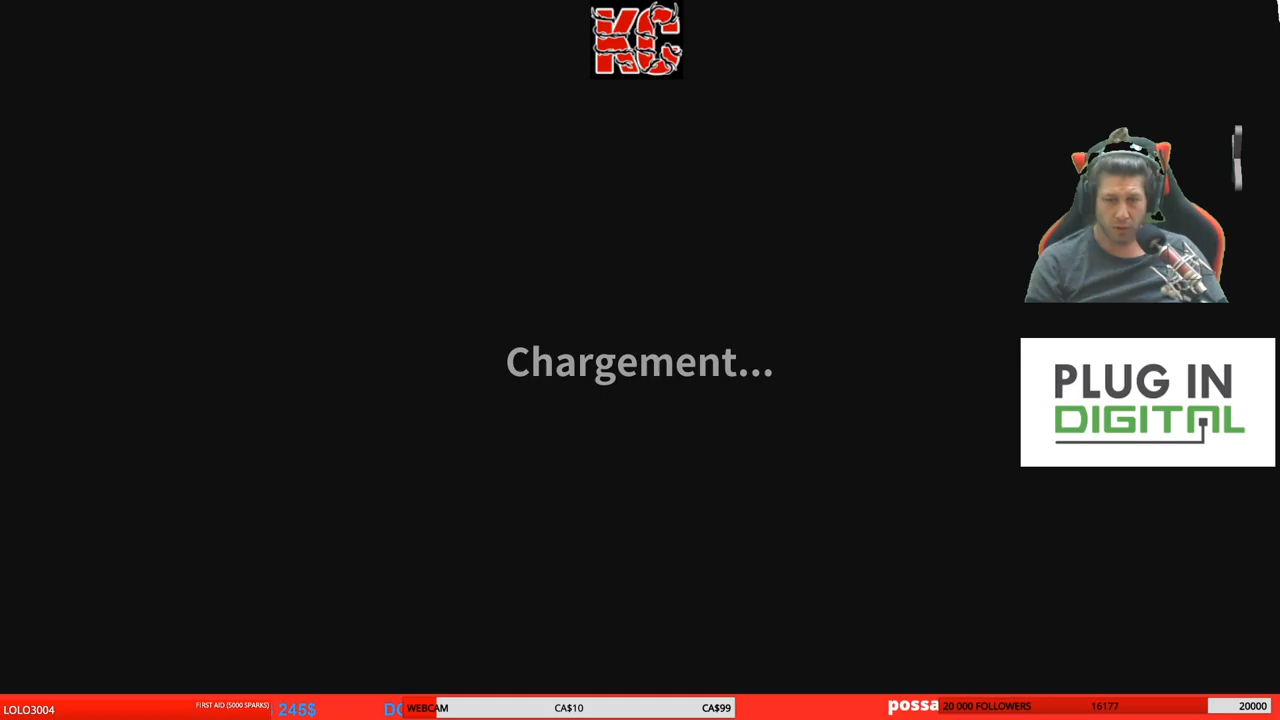 KC
Chargement...
PLUG IN
DIGITAL
LOLO3004
FIRST AID (5000 SPARKS)
245$
WEBCAM
CA$10
CA$99
possa
20 000 FOLLOWERS
16177
20000